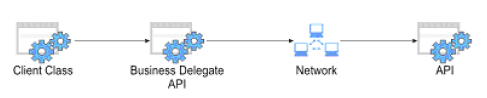 Client Class
Business Delegate
API
Network
API